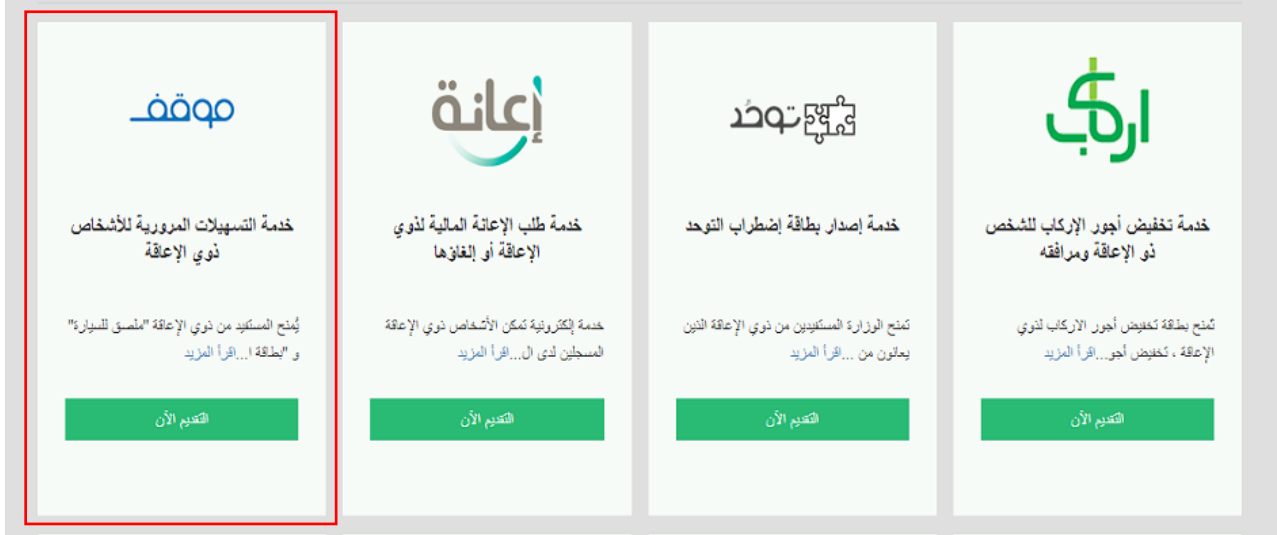 اركب
خدمة تخفيض أجور الإركاب للشخص
ذو الإعاقة ومرافقه
تمنح بطاقة تخفيض أجور الاركاب لذوي
الإعاقة ، تخفيض أجو...اقرأ المزيد
التقديم الآن
توحُد
خدمة إصدار بطاقة إضطراب التوحد
تمنح الوزارة المستفيدين من ذوي الإعاقة الذين
يعانون من ...اقرأ المزيد
التقديم الآن
إعانة
خدمة طلب الإعانة المالية لذوي
الإعاقة أو إلغاؤها
خدمة إلكترونية تمكن الأشخاص ذوي الإعاقة
المسجلين لدى ال...اقرأ المزيد
التقديم الآن
موقف
خدمة التسهيلات المرورية للأشخاص
ذوي الإعاقة
يُمنح المستفيد من ذوي الإعاقة "ملصق للسيارة"
و "بطاقة ا...اقرأ المزيد
التقديم الآن